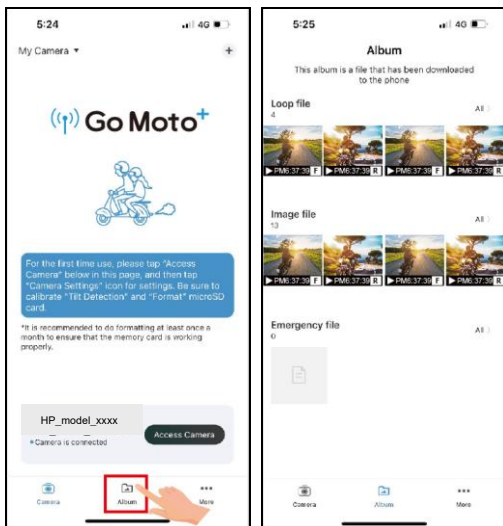 5:24
4G
My Camera ▼
+
Go Moto+
For the first time use, please tap "Access
Camera" below in this page, and then tap
"Camera Settings" icon for settings. Be sure to
calibrate "Tilt Detection" and "Format" microSD
card.
*It is recommended to do formatting at least once a
month to ensure that the memory card is working
properly.
HP_model_xxxx
Camera is connected
Access Camera
Camera
Album
More
5:25
4G
Album
This album is a file that has been downloaded
to the phone
Loop file
All
4
PM6:37:39 F
PM6:37:39 R
PM6:37:39 F
PM6:37:39 R
Image file
All
13
PM6:37:39 F
PM6:37:39 R
PM6:37:39 F
PM6:37:39 R
Emergency file
All
0
Camera
Album
More